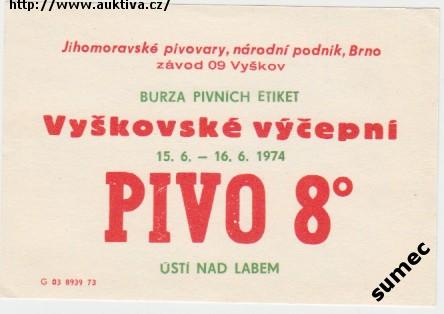 http://www.auktiva.cz/
Jihomoravské pivovary, národní podnik, Brno
závod 09 Vyškov
BURZA PIVNÍCH ETIKET
Vyškovské výčepní
15. 6. – 16. 6. 1974
PIVO 8°
ÚSTÍ NAD LABEM
G 03 8939 73
sumec